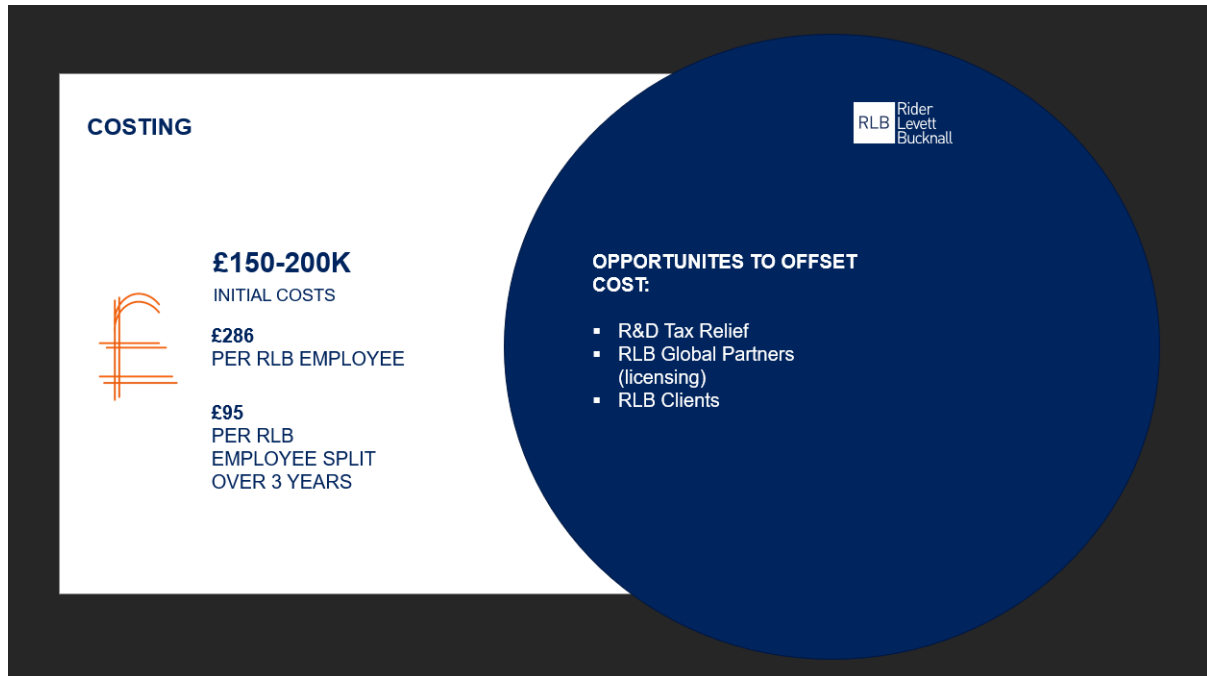 COSTING
£150-200K
INITIAL COSTS
£286
PER RLB EMPLOYEE
£95
PER RLB
EMPLOYEE SPLIT
OVER 3 YEARS
RLB
Rider
Levett
Bucknall
OPPORTUNITES TO OFFSET
COST:
▪ R&D Tax Relief
▪ RLB Global Partners
(licensing)
▪ RLB Clients